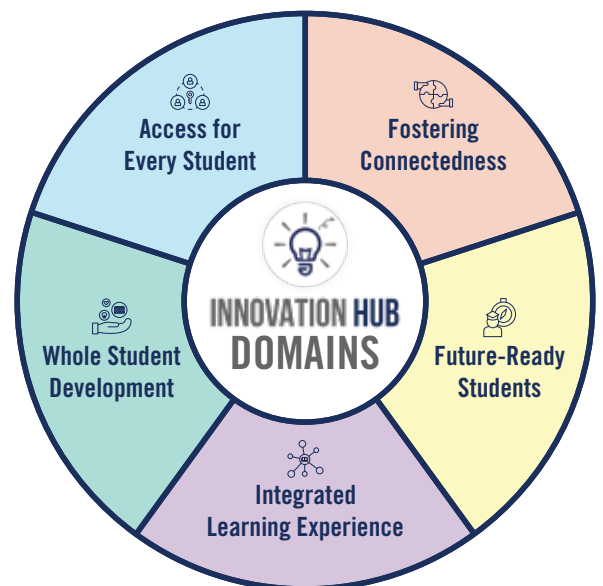 Access for
Every Student
Fostering
Connectedness
INNOVATION HUB
DOMAINS
Whole Student
Development
Future-Ready
Students
Integrated
Learning Experience